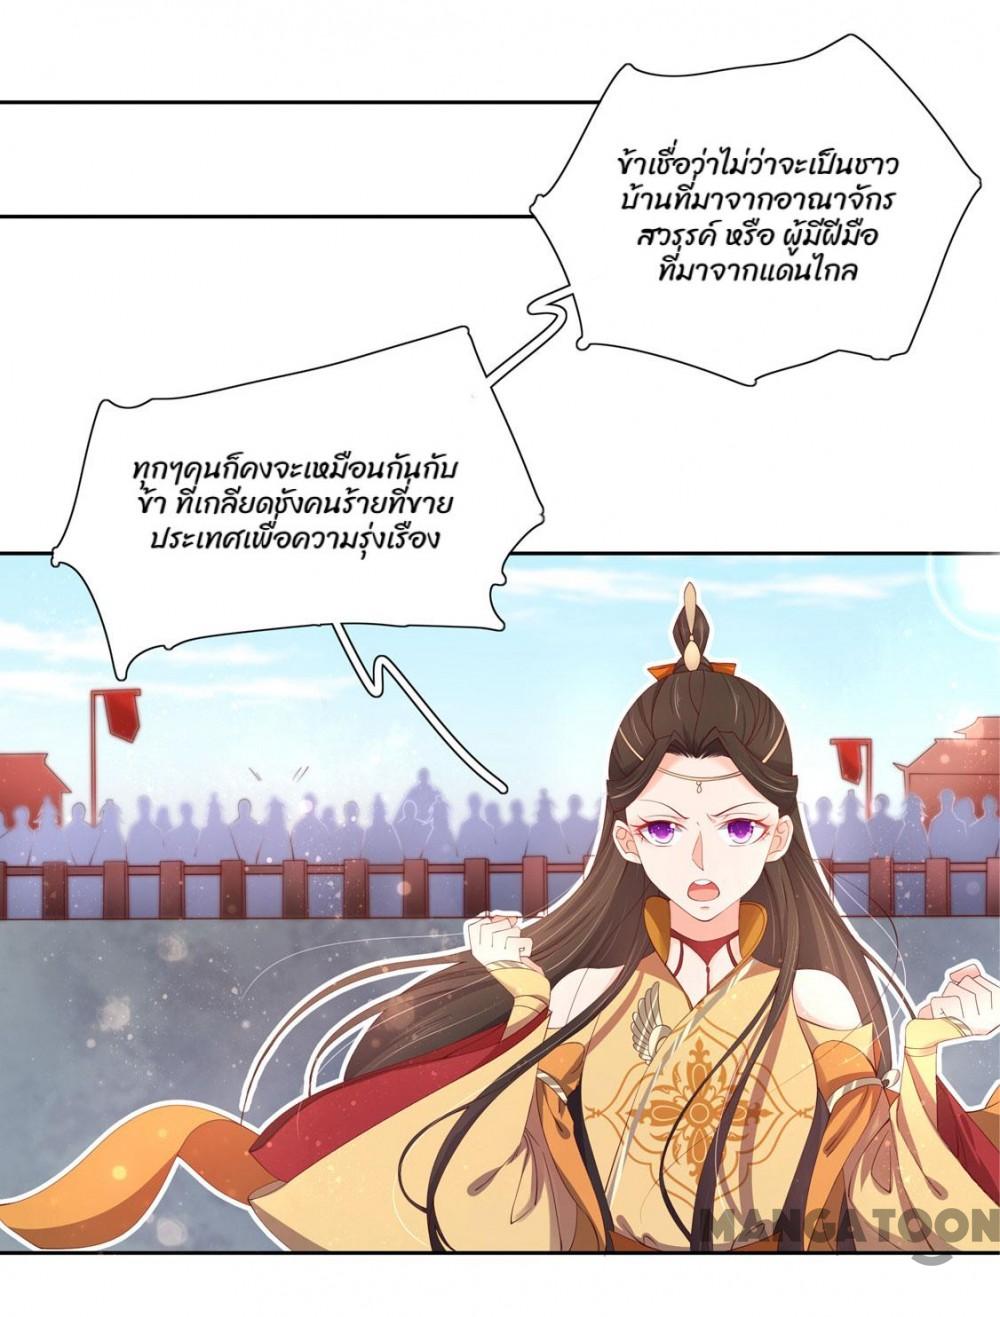 ข้าเชื่อว่าไม่ว่าจะเป็นชาว
บ้านที่มาจากอาณาจักร
สวรรค์ หรือ ผู้มีฝีมือ
ที่มาจากแดนไกล
ทุกๆคนก็คงจะเหมือนกันกับ
ข้า ที่เกลียดชังคนร้ายที่ขาย
ประเทศเพื่อความรุ่งเรือง
MANGATOON